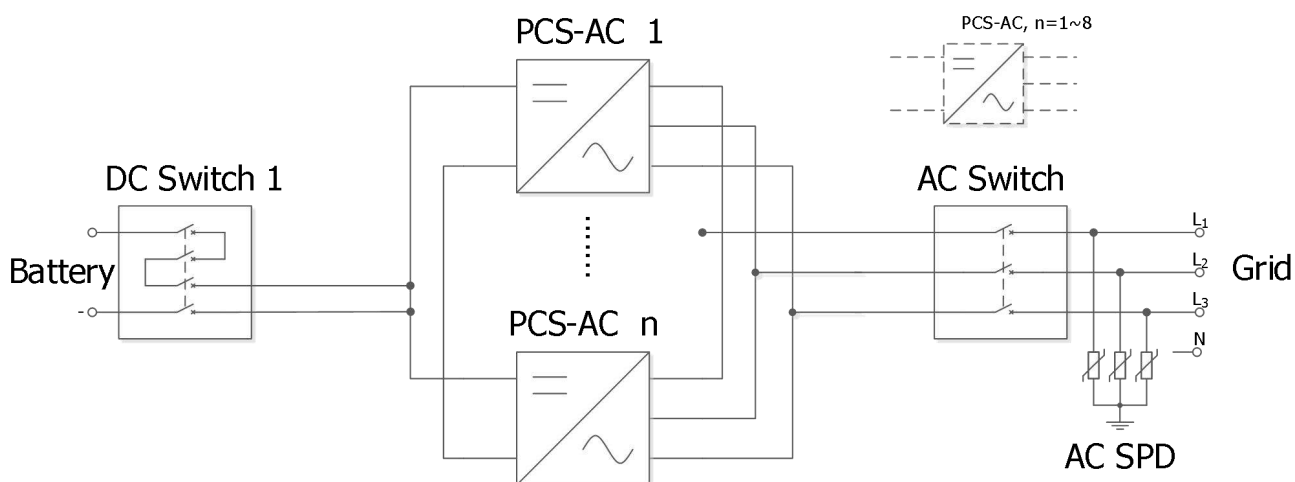 PCS-AC 1
PCS-AC, n=1~8
DC Switch 1
AC Switch
Battery
-
L1
L2
L3
N
Grid
PCS-AC n
AC SPD